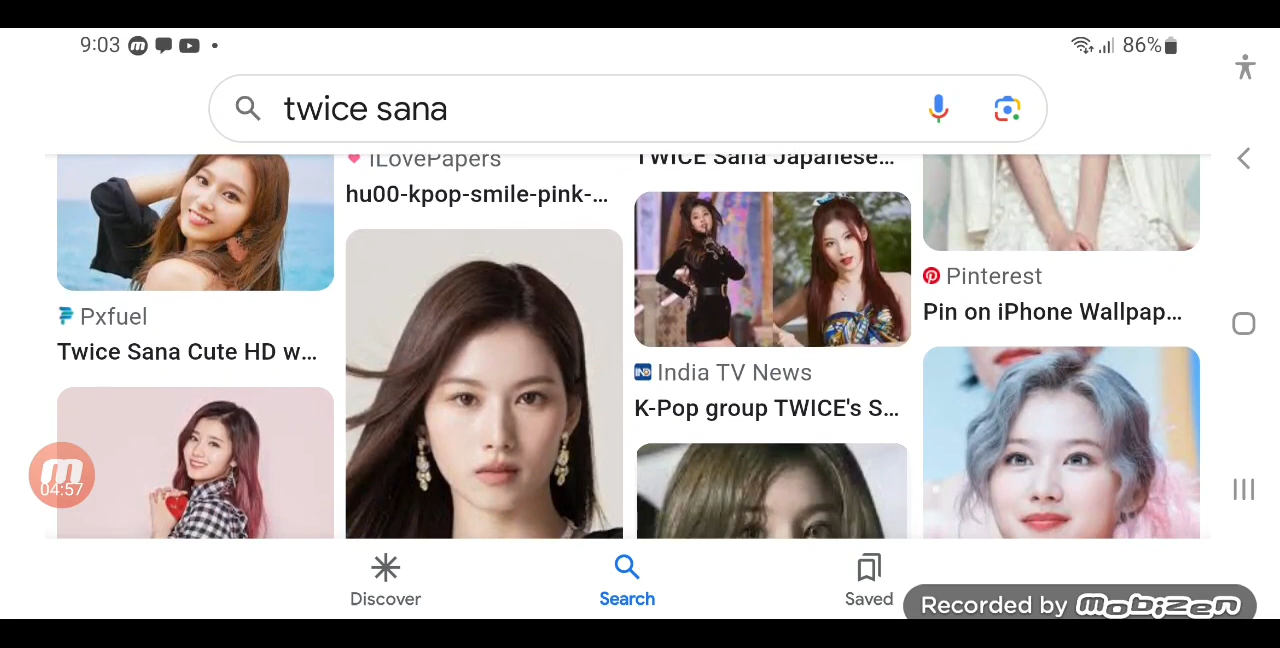 9:03
86%
twice sana
iLovePapers
TWICE Sana Japanese...
hu00-kpop-smile-pink-...
Pinterest
Pin on iPhone Wallpap...
Pxfuel
Twice Sana Cute HD w...
India TV News
K-Pop group TWICE's S...
04:57
Discover
Search
Saved
Recorded by mobizen